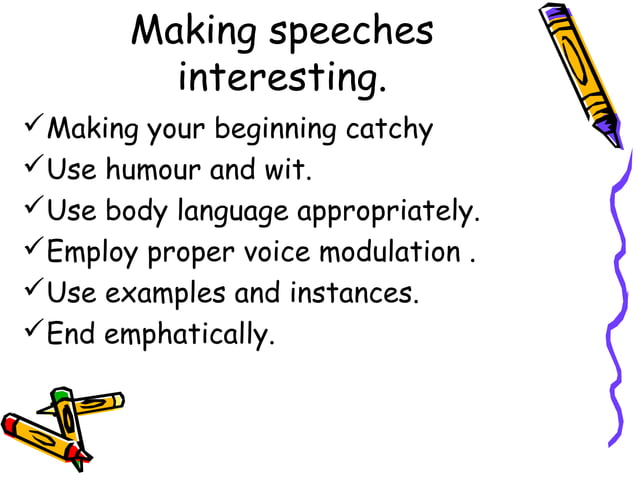 Making speeches
interesting.
✓Making your beginning catchy
✓Use humour and wit.
✓Use body language appropriately.
✓Employ proper voice modulation .
✓Use examples and instances.
✓End emphatically.